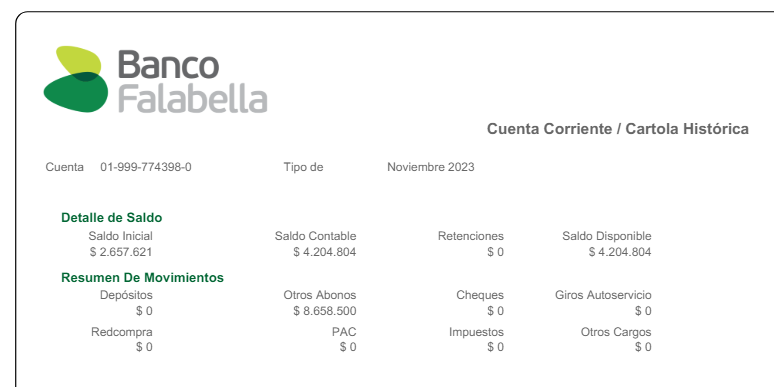 Banco
Falabella
Cuenta Corriente / Cartola Histórica
Cuenta 01-999-774398-0 Tipo de Noviembre 2023
Detalle de Saldo
Saldo Inicial Saldo Contable Retenciones Saldo Disponible
$ 2.657.621 $ 4.204.804 $ 0 $ 4.204.804
Resumen De Movimientos
Depósitos Otros Abonos Cheques Giros Autoservicio
$ 0 $ 8.658.500 $ 0 $ 0
Redcompra PAC Impuestos Otros Cargos
$ 0 $ 0 $ 0 $ 0